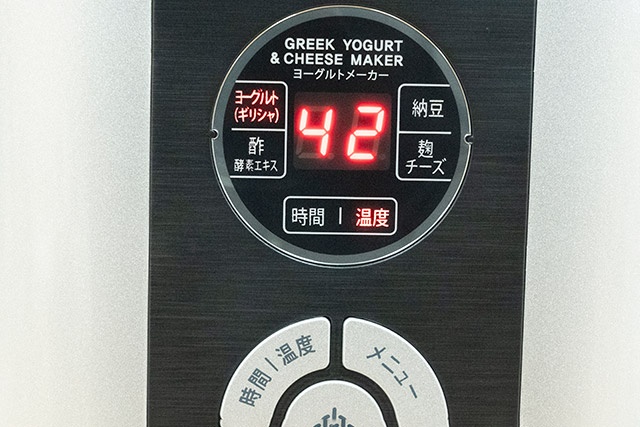 GREEK YOGURT
& CHEESE MAKER
ヨーグルトメーカー
ヨーグルト
(ギリシャ)
42
納豆
酢
酵素エキス
麹
チーズ
時間 | 温度
時間 | 温度
メニュー